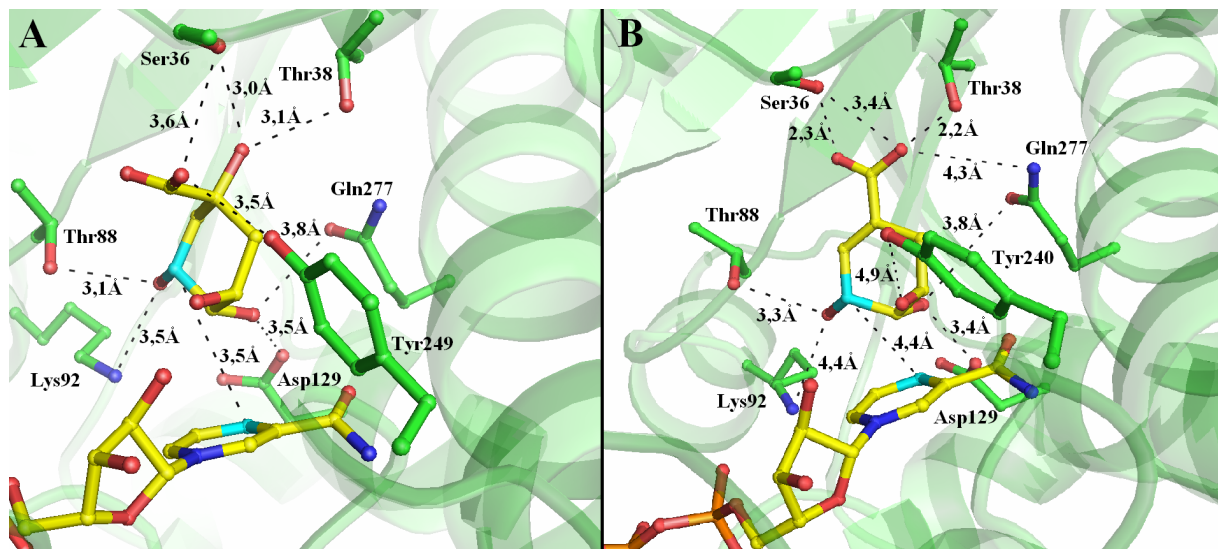 A
Ser36
Thr38
3,0Å
3,6Å
3,1Å
Gln277
3,5Å
Thr88
3,8Å
3,1Å
3,5Å
3,5Å
3,5Å
Tyr249
Lys92
Asp129
B
Thr38
Ser36
3,4Å
2,3Å
2,2Å
Gln277
4,3Å
Thr88
3,8Å
Tyr240
4,9Å
3,3Å
3,4Å
4,4Å
4,4Å
Lys92
Asp129